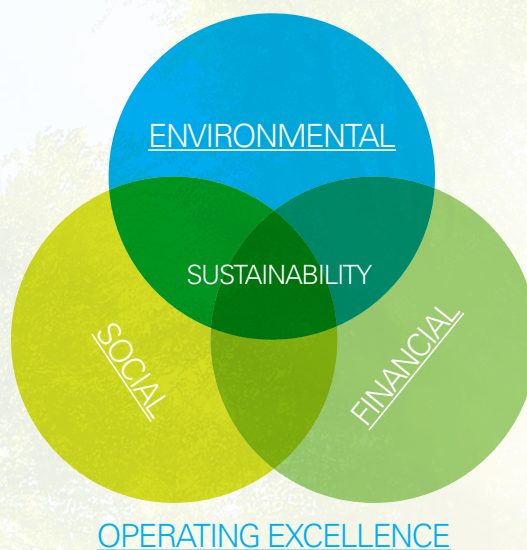 ENVIRONMENTAL
SUSTAINABILITY
SOCIAL
FINANCIAL
OPERATING EXCELLENCE